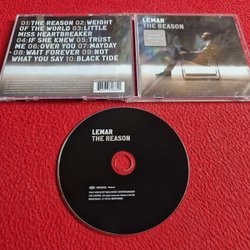 01:THE REASON 02:WEIGHT
OF THE WORLD 03:LITTLE
MISS HEARTBREAKER
04:IF SHE KNEW 05:TRUST
ME 06:OVER YOU 07:MAYDAY
08:WAIT FOREVER 09:NOT
WHAT YOU SAY 10:BLACK TIDE
LEMAR
THE REASON
LEMAR
THE REASON